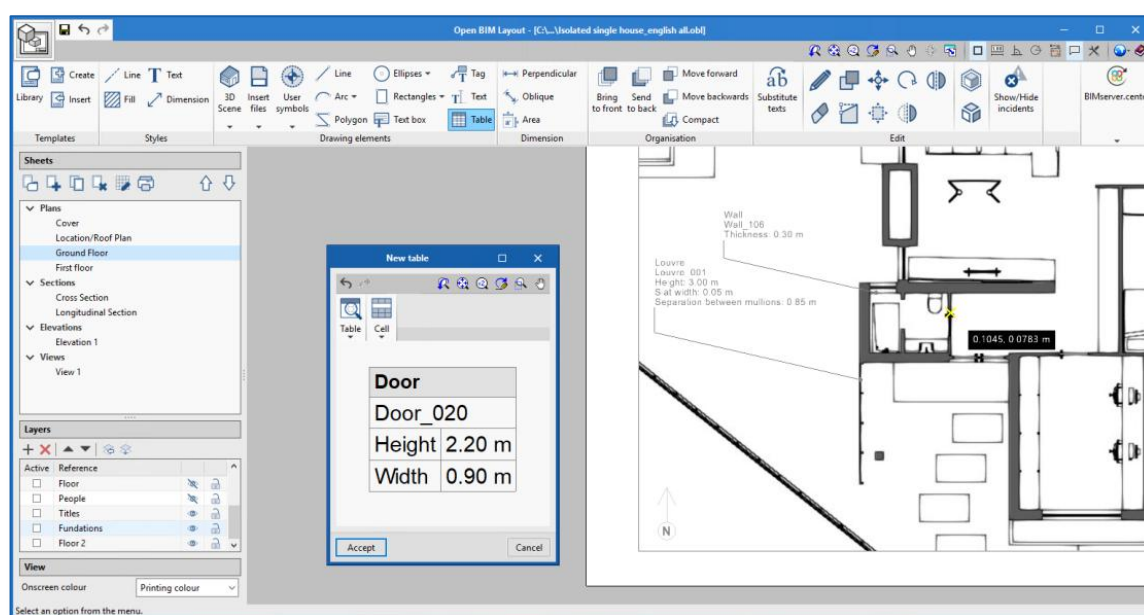 Open BIM Layout - [C:\...\Isolated single house_english all.obl]
Library
Create
Insert
Templates
Line
Text
Fill
Dimension
Styles
3D Scene
Insert files
User symbols
Line
Ellipses
Tag
Arc
Rectangles
Text
Polygon
Text box
Table
Drawing elements
Perpendicular
Oblique
Area
Dimension
Bring to front
Send to back
Move forward
Move backwards
Compact
Organisation
ab
Substitute texts
Edit
Show/Hide incidents
BIMserver.cente
Sheets
Plans
Cover
Location/Roof Plan
Ground Floor
First floor
Sections
Cross Section
Longitudinal Section
Elevations
Elevation 1
Views
View 1
Layers
Active Reference
Floor
People
Titles
Fundations
Floor 2
View
Onscreen colour Printing colour
Select an option from the menu.
New table
Table
Cell
Door
Door_020
Height 2.20 m
Width 0.90 m
Accept
Cancel
Wall
Wall_106
Thickness: 0.30 m
Louvre
Louvre_001
Height: 3.00 m
S at width: 0.05 m
Separation between mullions: 0.85 m
0.1045, 0.0783 m
N